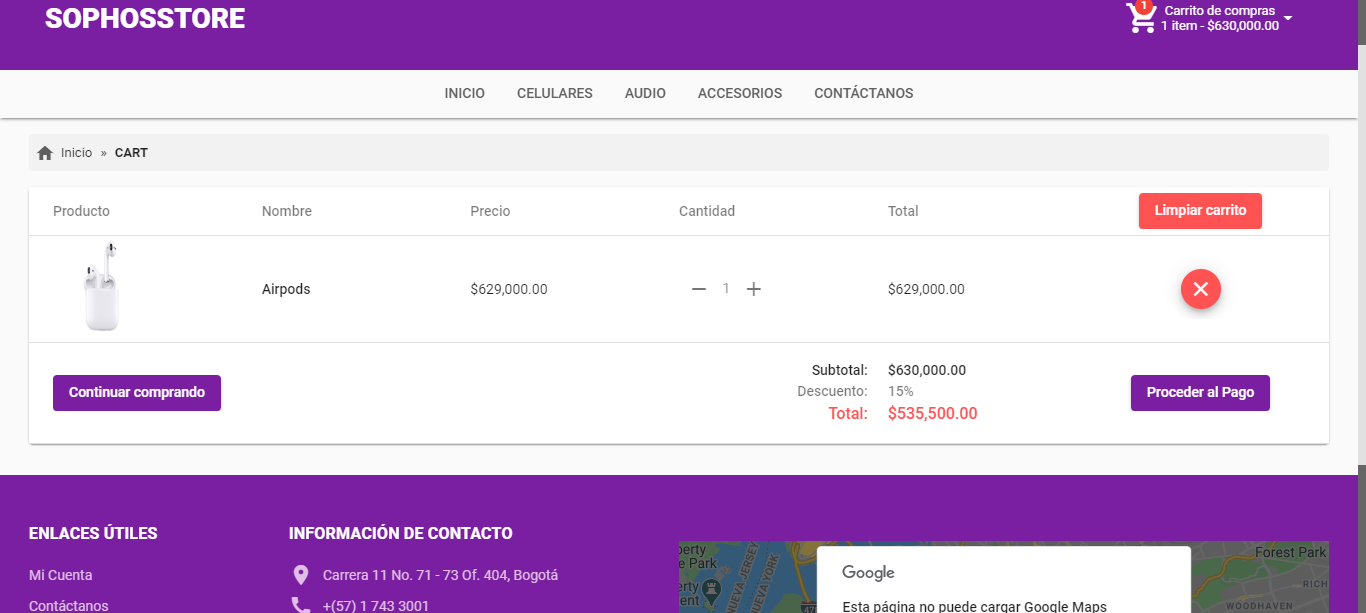 SOPHOSSTORE
1
Carrito de compras
1 item - $630,000.00
INICIO CELULARES AUDIO ACCESORIOS CONTÁCTANOS
Inicio » CART
Producto Nombre Precio Cantidad Total Limpiar carrito
Airpods $629,000.00 1 $629,000.00
Subtotal: $630,000.00
Descuento: 15%
Total: $535,500.00
Continuar comprando
Proceder al Pago
ENLACES ÚTILES
Mi Cuenta
Contáctanos
INFORMACIÓN DE CONTACTO
Carrera 11 No. 71 - 73 Of. 404, Bogotá
+(57) 1 743 3001
perty
e Park
erty
ent
NUEVA JERSEY
NUEVA YORK
Google
Esta página no puede cargar Google Maps
Forest Park
RICH
WOODHAVEN